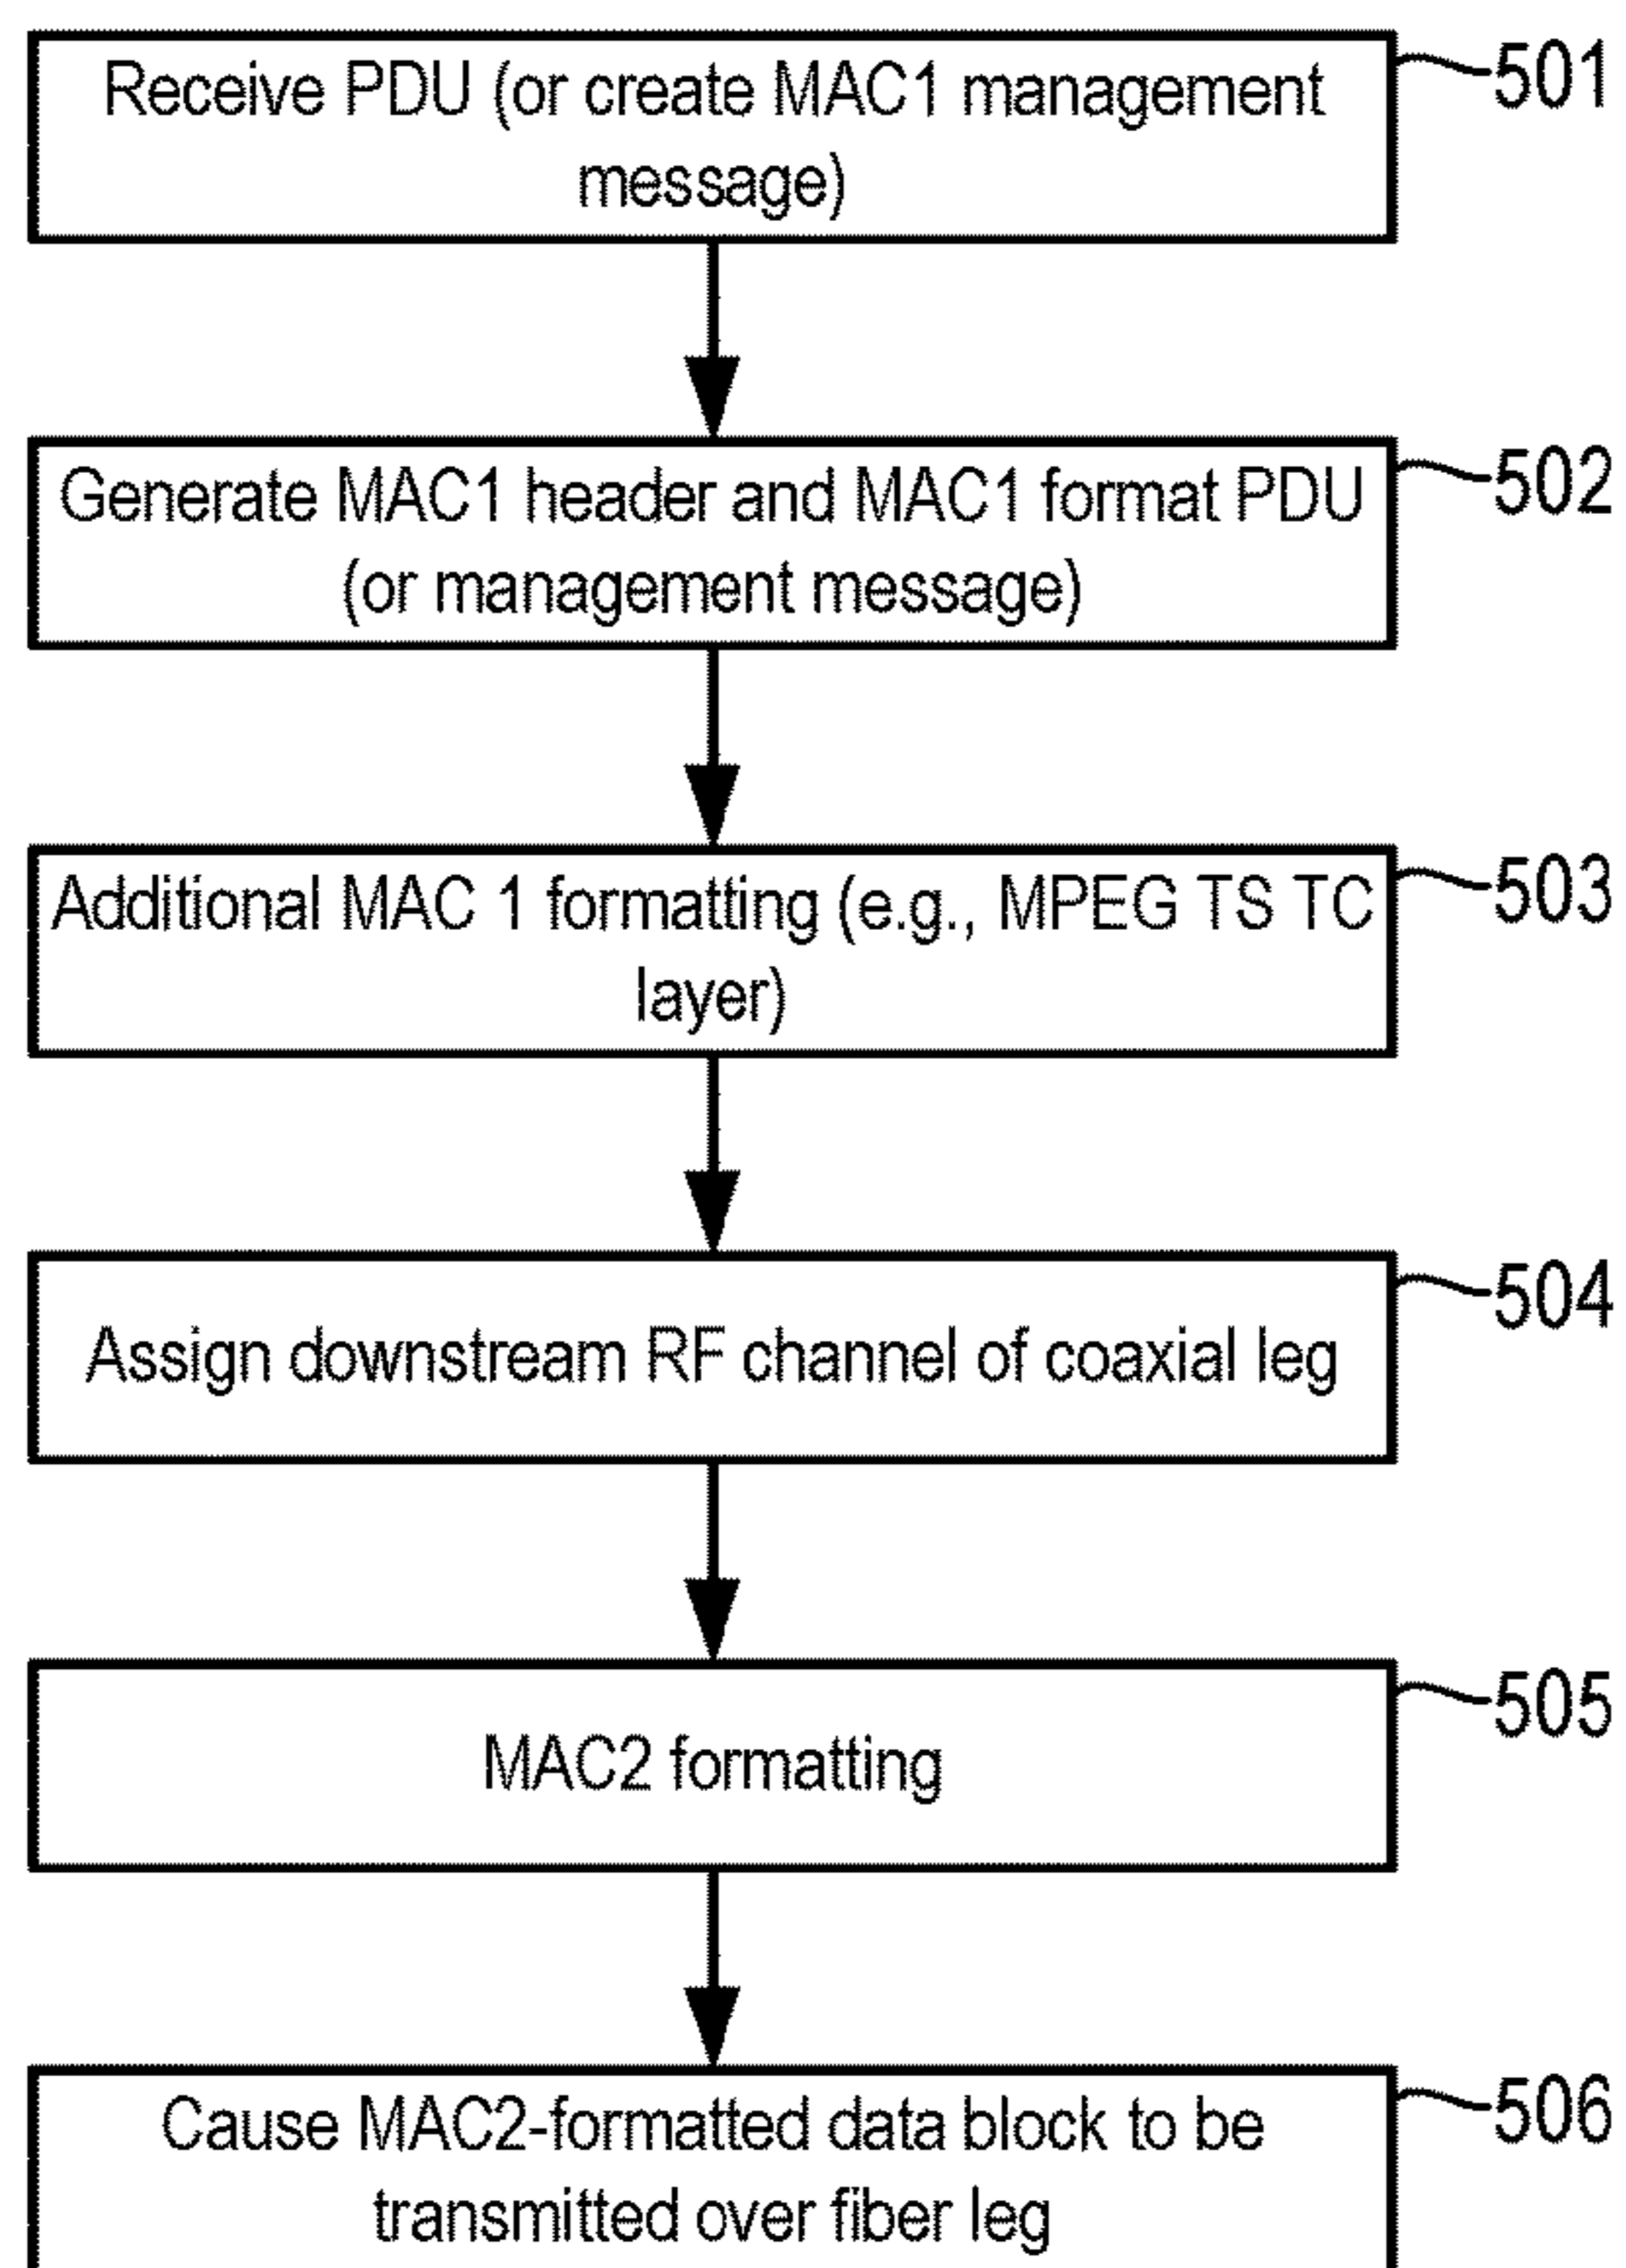 Receive PDU (or create MAC1 management
message)
501
Generate MAC1 header and MAC1 format PDU
(or management message)
502
Additional MAC 1 formatting (e.g., MPEG TS TC
layer)
503
Assign downstream RF channel of coaxial leg
504
MAC2 formatting
505
Cause MAC2-formatted data block to be
transmitted over fiber leg
506